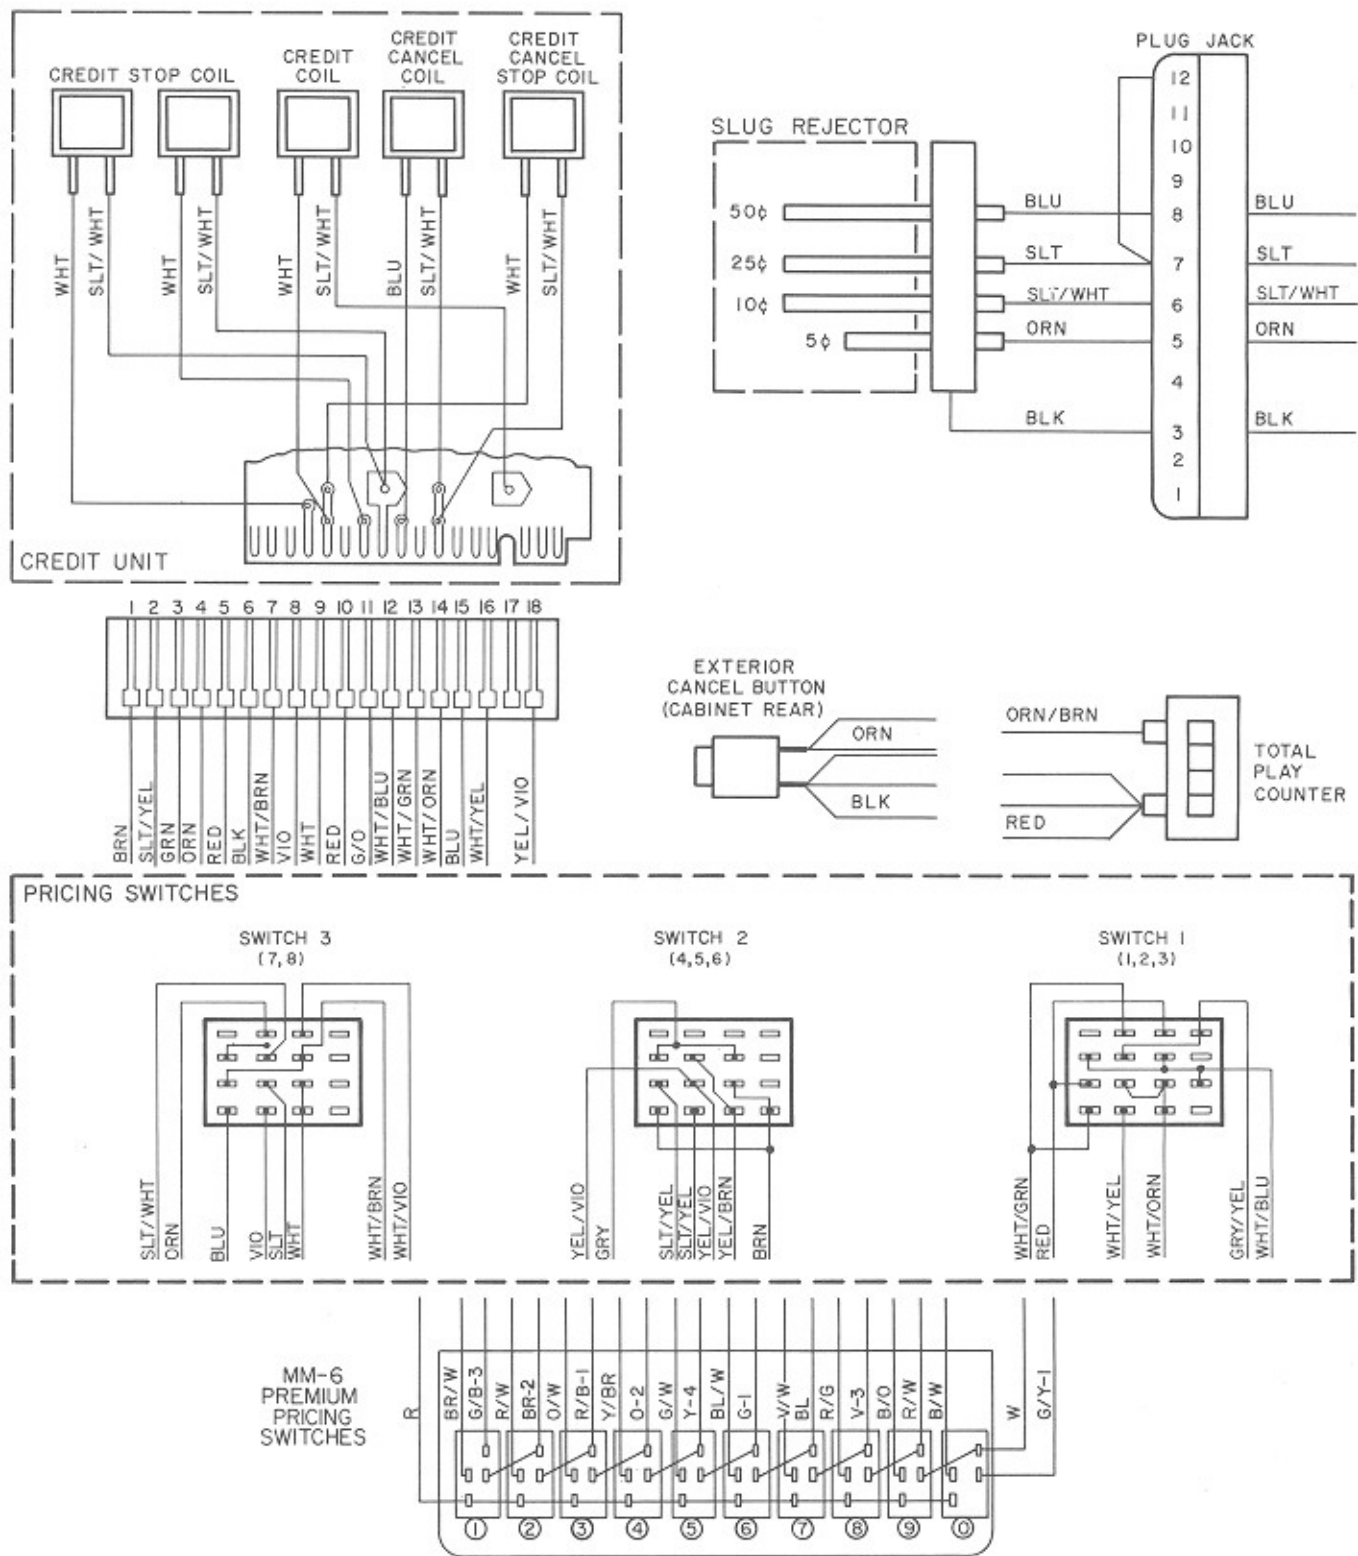 CREDIT STOP COIL
CREDIT
COIL
CREDIT
CANCEL
COIL
CREDIT
CANCEL
STOP COIL
WHT
SLT/WHT
WHT
SLT/WHT
WHT
SLT/WHT
BLU
SLT/WHT
WHT
SLT/WHT
CREDIT UNIT
PLUG JACK
SLUG REJECTOR
50¢
25¢
10¢
5¢
BLU
SLT
SLT/WHT
ORN
BLK
12
11
10
9
8
7
6
5
4
3
2
1
BLU
SLT
SLT/WHT
ORN
BLK
1 2 3 4 5 6 7 8 9 10 11 12 13 14 15 16 17 18
BRN
SLT/YEL
GRN
ORN
RED
BLK
WHT/BRN
VIO
WHT
RED
G/O
WHT/BLU
WHT/GRN
WHT/ORN
BLU
WHT/YEL
YEL/VIO
EXTERIOR
CANCEL BUTTON
(CABINET REAR)
ORN
BLK
ORN/BRN
RED
TOTAL
PLAY
COUNTER
PRICING SWITCHES
SWITCH 3
(7,8)
SLT/WHT
ORN
BLU
VIO
SLT
WHT
WHT/BRN
WHT/VIO
SWITCH 2
(4,5,6)
YEL/VIO
GRY
SLT/YEL
SLT/YEL
YEL/VIO
YEL/BRN
BRN
SWITCH 1
(1,2,3)
WHT/GRN
RED
WHT/YEL
WHT/ORN
GRY/YEL
WHT/BLU
MM-6
PREMIUM
PRICING
SWITCHES
R
BR/W
G/B-3
R/W
BR-2
O/W
R/B-1
Y/BR
O-2
G/W
Y-4
BL/W
G-1
V/W
BL
R/G
V-3
B/O
R/W
B/W
W
G/Y-1
1 2 3 4 5 6 7 8 9 0